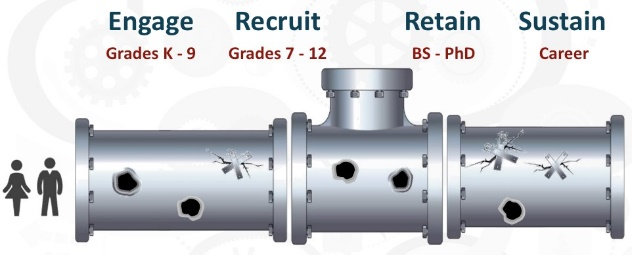 Engage Recruit Retain Sustain
Grades K - 9 Grades 7 - 12 BS - PhD Career